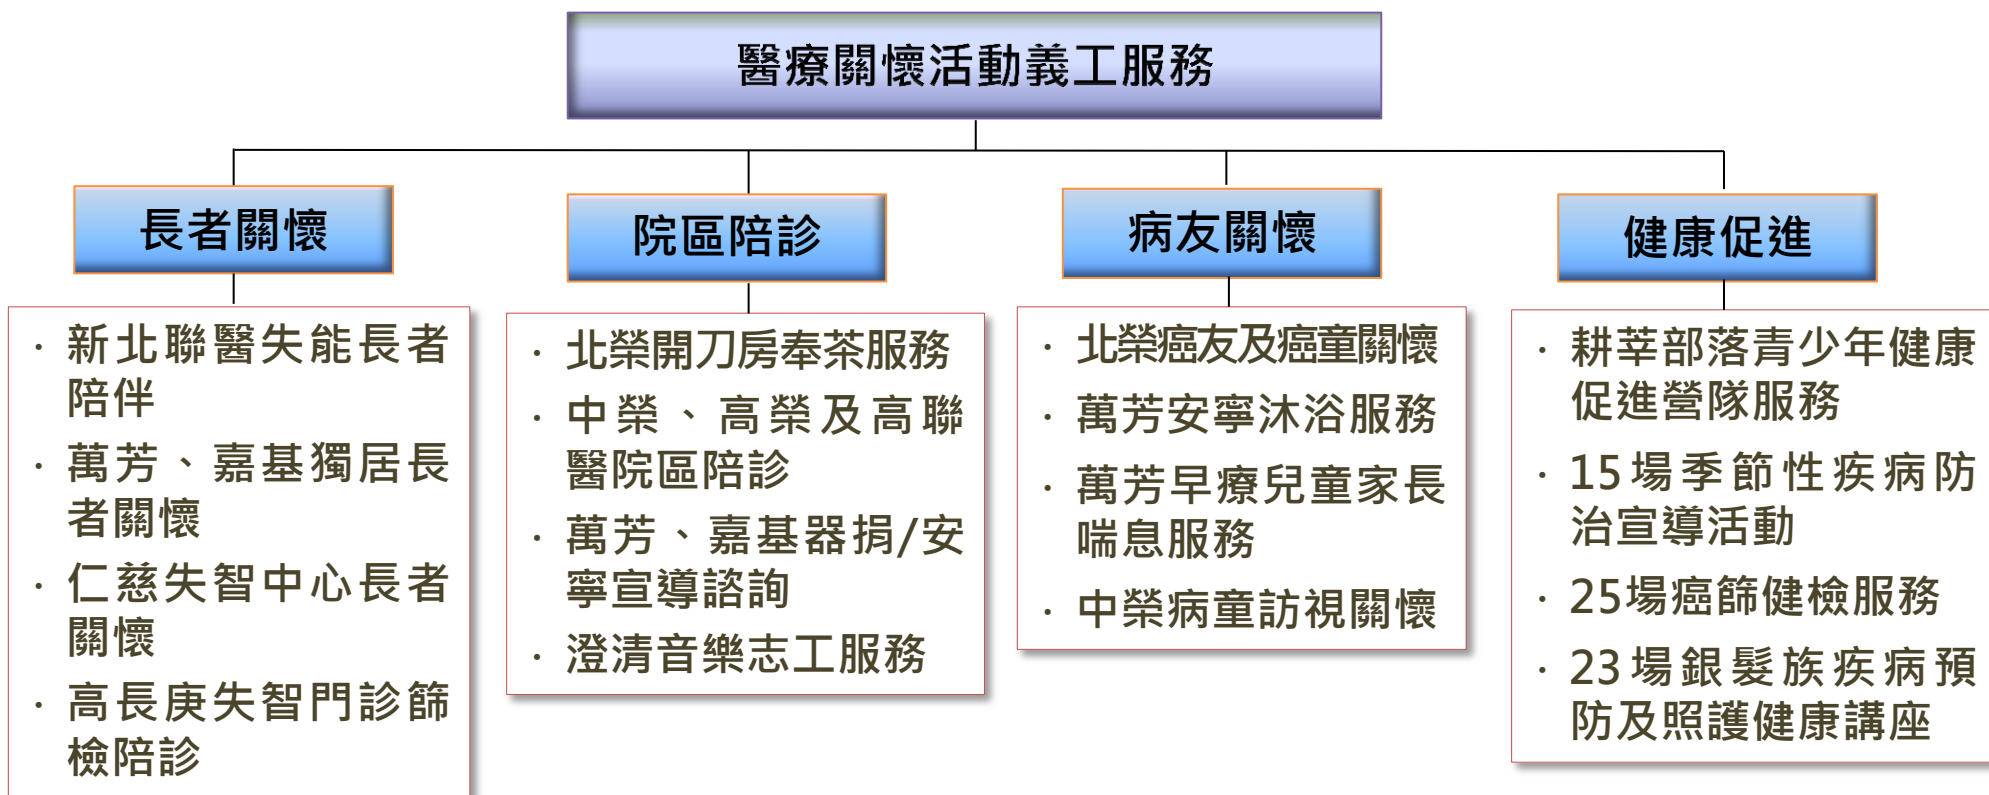 醫療關懷活動義工服務
長者關懷
· 新北聯醫失能長者
陪伴
· 萬芳、嘉基獨居長
者關懷
· 仁慈失智中心長者
關懷
· 高長庚失智門診篩
檢陪診
院區陪診
· 北榮開刀房奉茶服務
· 中榮、高榮及高聯
醫院區陪診
· 萬芳、嘉基器捐/安
寧宣導諮詢
· 澄清音樂志工服務
病友關懷
· 北榮癌友及癌童關懷
· 萬芳安寧沐浴服務
· 萬芳早療兒童家長
喘息服務
· 中榮病童訪視關懷
健康促進
· 耕莘部落青少年健康
促進營隊服務
· 15場季節性疾病防
治宣導活動
· 25場癌篩健檢服務
· 23場銀髮族疾病預
防及照護健康講座